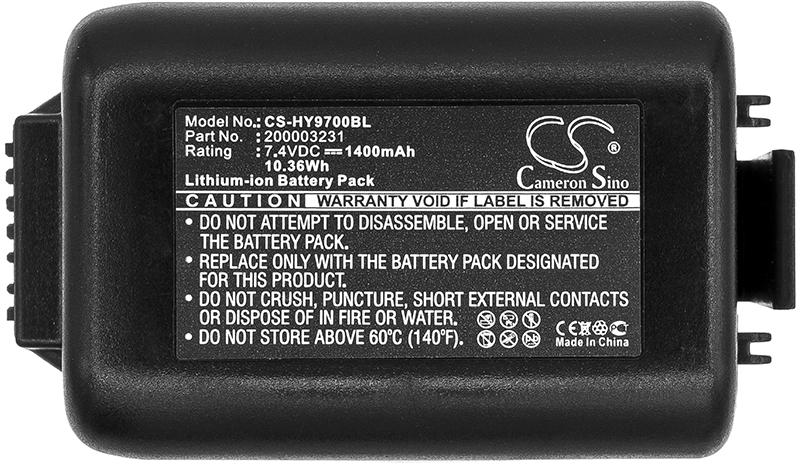 Model No.: CS-HY9700BL
Part No. : 200003231
Rating : 7.4VDC⎓1400mAh
10.36Wh
Lithium-ion Battery Pack
CS ®
Cameron Sino
CAUTION WARRANTY VOID IF LABEL IS REMOVED
• DO NOT ATTEMPT TO DISASSEMBLE, OPEN OR SERVICE
THE BATTERY PACK.
• REPLACE ONLY WITH THE BATTERY PACK DESIGNATED
FOR THIS PRODUCT.
• DO NOT CRUSH, PUNCTURE, SHORT EXTERNAL CONTACTS
OR DISPOSE OF IN FIRE OR WATER.
• DO NOT STORE ABOVE 60°C (140°F).
CE
Made In China